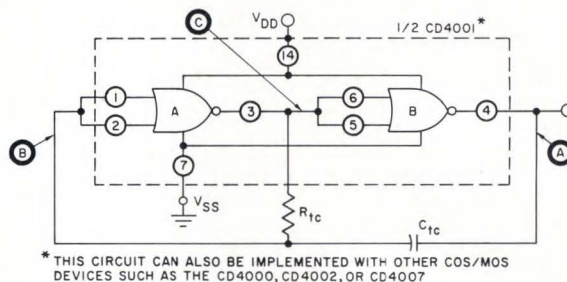 C
VDD
1/2 CD4001*
14
1
2
A
3
6
5
B
4
B
7
A
VSS
Rtc
Ctc
* THIS CIRCUIT CAN ALSO BE IMPLEMENTED WITH OTHER COS/MOS
DEVICES SUCH AS THE CD4000, CD4002, OR CD4007